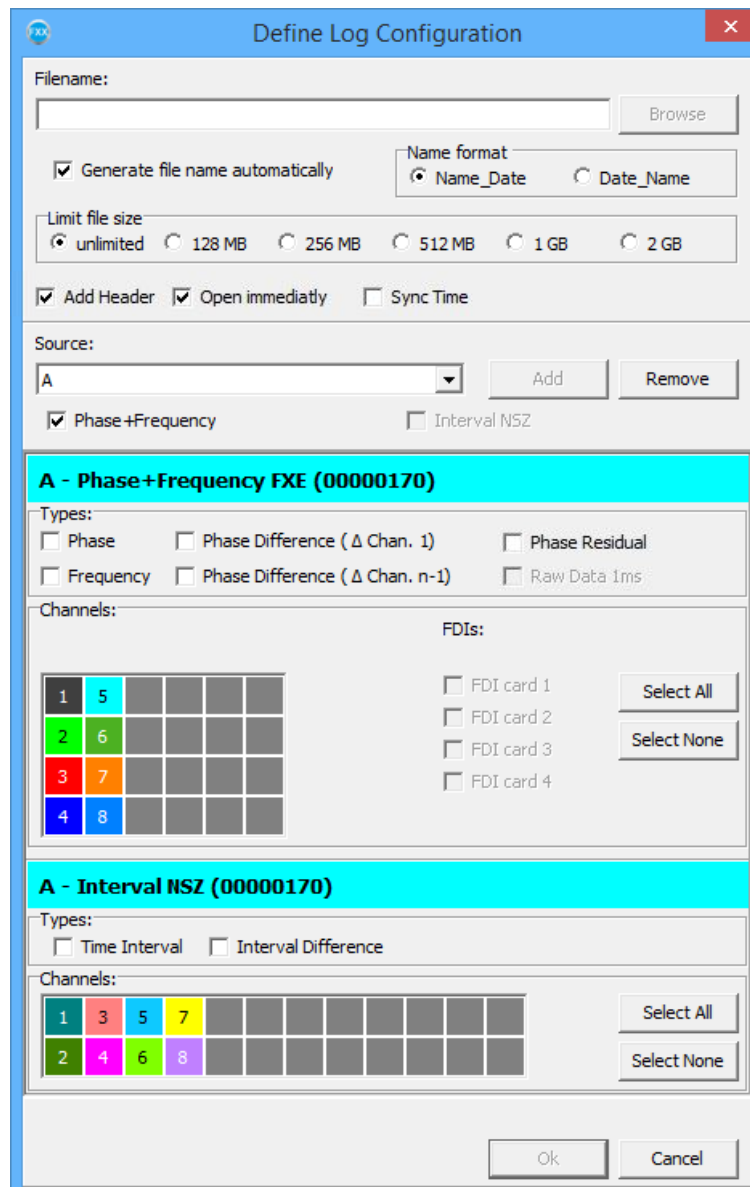 FXX Define Log Configuration
Filename:
Browse
Generate file name automatically
Name format
Name_Date Date_Name
Limit file size
unlimited 128 MB 256 MB 512 MB 1 GB 2 GB
Add Header Open immediatly Sync Time
Source:
A Add Remove
Phase+Frequency Interval NSZ
A - Phase+Frequency FXE (00000170)
Types:
Phase Phase Difference ( Δ Chan. 1) Phase Residual
Frequency Phase Difference ( Δ Chan. n-1) Raw Data 1ms
Channels:
FDIs:
1 5 FDI card 1 Select All
2 6 FDI card 2 Select None
3 7 FDI card 3
4 8 FDI card 4
A - Interval NSZ (00000170)
Types:
Time Interval Interval Difference
Channels:
1 3 5 7 Select All
2 4 6 8 Select None
Ok Cancel